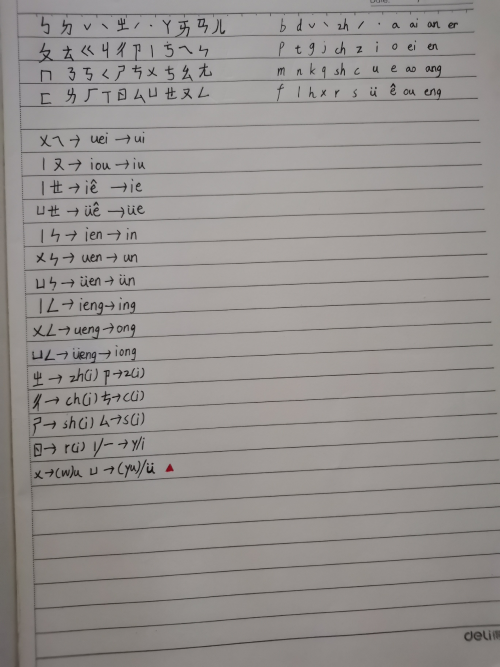 ㄅ ㄉ ˇ ˋ ㄓ ˊ ˙ ㄚ ㄞ ㄢ ㄦ b d ˇ ˋ zh ˊ ˙ a ai an er
ㄆ ㄊ ㄍ ㄐ ㄔ ㄗ ㄧ ㄛ ㄟ ㄣ p t g j ch z i o ei en
ㄇ ㄋ ㄎ ㄑ ㄕ ㄘ ㄨ ㄜ ㄠ ㄤ m n k q sh c u e ao ang
ㄈ ㄌ ㄏ ㄒ ㄖ ㄙ ㄩ ㄝ ㄡ ㄥ f l h x r s ü ê ou eng
ㄨㄟ → uei → ui
ㄧㄡ → iou → iu
ㄧㄝ → iê → ie
ㄩㄝ → üê → üe
ㄧㄣ → ien → in
ㄨㄣ → uen → un
ㄩㄣ → üen → ün
ㄧㄥ → ieng → ing
ㄨㄥ → ueng → ong
ㄩㄥ → üeng → iong
ㄓ → zh(i) ㄗ → z(i)
ㄔ → ch(i) ㄘ → c(i)
ㄕ → sh(i) ㄙ → s(i)
ㄖ → r(i) ㄧ/一 → y/i
ㄨ → (w)u ㄩ → (yu)/ü
deli